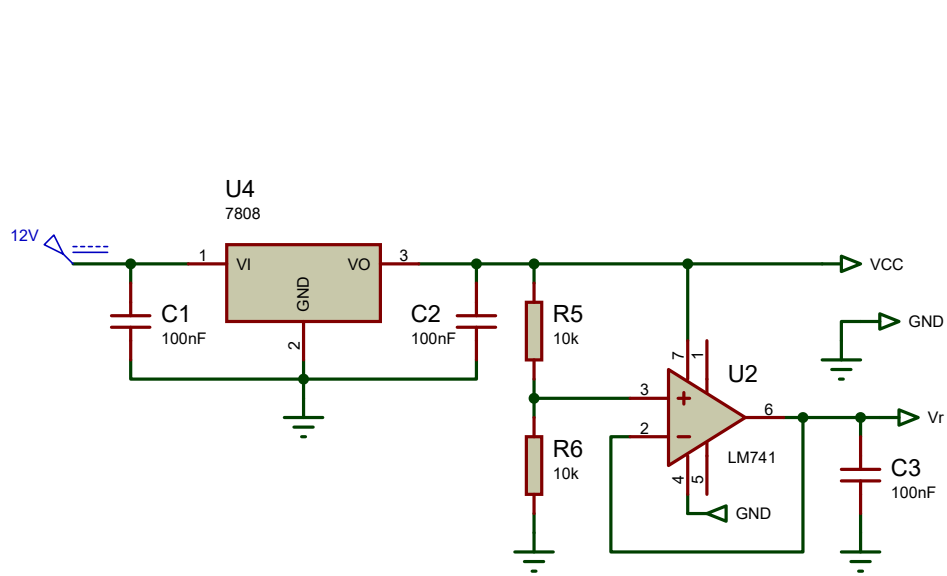 U4
7808
12V
1
VI
VO
3
VCC
GND
2
C1
100nF
C2
100nF
R5
10k
GND
7
1
U2
3
2
6
Vr
R6
10k
LM741
4
5
GND
C3
100nF